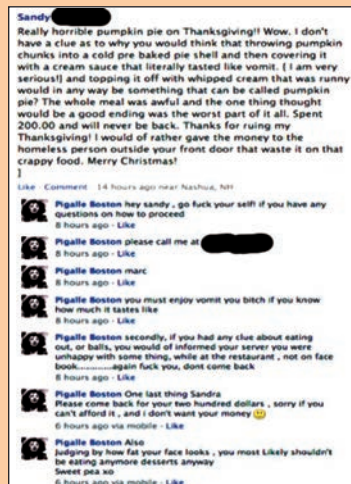 Sandy
Really horrible pumpkin pie on Thanksgiving!! Wow. I don't
have a clue as to why you would think that throwing pumpkin
chunks into a cold pre baked pie shell and then covering it
with a cream sauce that literally tasted like vomit. ( I am very
serious!) and topping it off with whipped cream that was runny
would in any way be something that can be called pumpkin
pie? The whole meal was awful and the one thing thought
would be a good ending was the worst part of it all. Spent
200.00 and will never be back. Thanks for ruing my
Thanksgiving! I would of rather gave the money to the
homeless person outside your front door that waste it on that
crappy food. Merry Christmas!
]
Like · Comment 14 hours ago near Nashua, NH
Pigalle Boston hey sandy , go fuck your self! if you have any
questions on how to proceed
8 hours ago · Like
Pigalle Boston please call me at
8 hours ago · Like
Pigalle Boston marc
8 hours ago · Like
Pigalle Boston you must enjoy vomit you bitch if you know
how much it tastes like
8 hours ago · Like
Pigalle Boston secondly, if you had any clue about eating
out, or balls, you would of informed your server you were
unhappy with some thing, while at the restaurant , not on face
book.............again fuck you, dont come back
8 hours ago · Like
Pigalle Boston One last thing Sandra
Please come back for your two hundred dollars , sorry if you
can't afford it , and i don't want your money 🙂
6 hours ago via mobile · Like
Pigalle Boston Also
Judging by how fat your face looks , you most Likely shouldn't
be eating anymore desserts anyway
Sweet pea xo
6 hours ago via mobile · Like